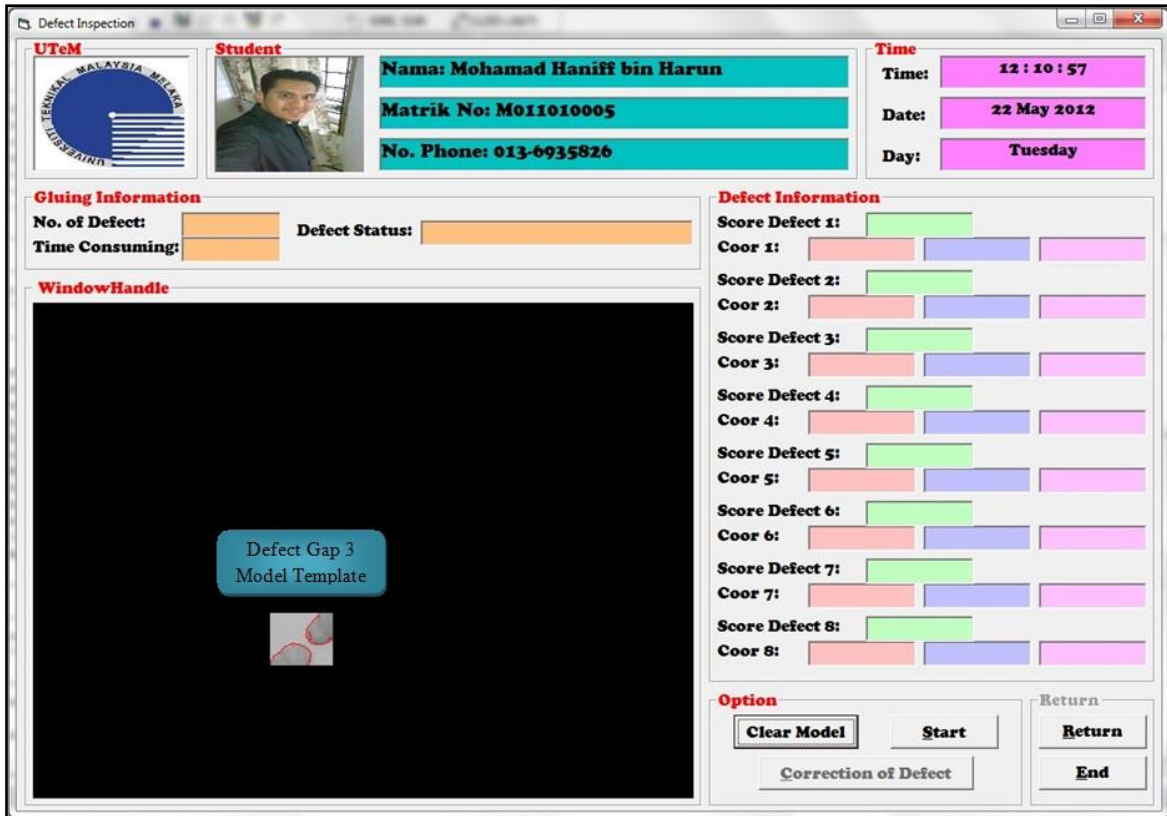 Defect Inspection
UTeM
UNIVERSITI TEKNIKAL MALAYSIA MELAKA
Student
Nama: Mohamad Haniff bin Harun
Matrik No: M011010005
No. Phone: 013-6935826
Time
Time: 12:10:57
Date: 22 May 2012
Day: Tuesday
Gluing Information
No. of Defect:
Time Consuming:
Defect Status:
WindowHandle
Defect Gap 3
Model Template
Defect Information
Score Defect 1:
Coor 1:
Score Defect 2:
Coor 2:
Score Defect 3:
Coor 3:
Score Defect 4:
Coor 4:
Score Defect 5:
Coor 5:
Score Defect 6:
Coor 6:
Score Defect 7:
Coor 7:
Score Defect 8:
Coor 8:
Option
Clear Model
Start
Correction of Defect
Return
Return
End